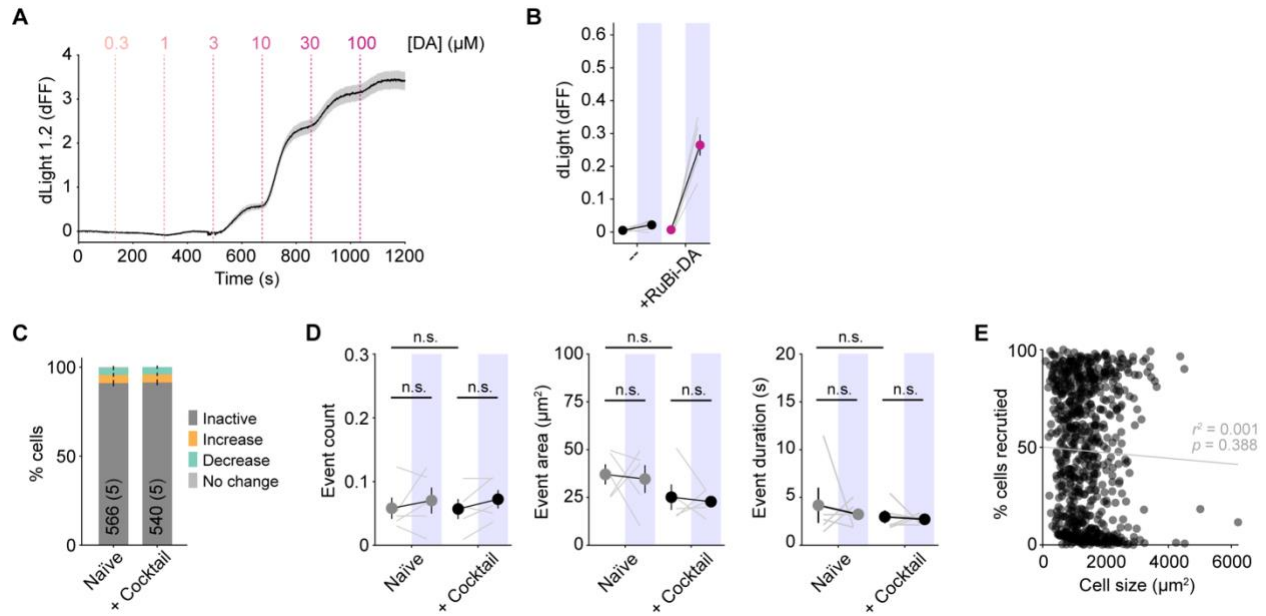 A
0.3 1 3 10 30 100 [DA] (µM)
dLight 1.2 (dFF)
4
3
2
1
0
0 200 400 600 800 1000 1200
Time (s)
B
dLight (dFF)
0.6
0.5
0.4
0.3
0.2
0.1
0
--
+RuBi-DA
C
% cells
100
50
0
566 (5)
540 (5)
Naïve
+ Cocktail
Inactive
Increase
Decrease
No change
D
Event count
0.3
0.2
0.1
0
n.s.
n.s. n.s.
Naïve
+ Cocktail
Event area (µm²)
100
75
50
25
0
n.s.
n.s. n.s.
Naïve
+ Cocktail
Event duration (s)
20
15
10
5
0
n.s.
n.s. n.s.
Naïve
+ Cocktail
E
% cells recrutied
100
50
0
r² = 0.001
p = 0.388
0 2000 4000 6000
Cell size (µm²)